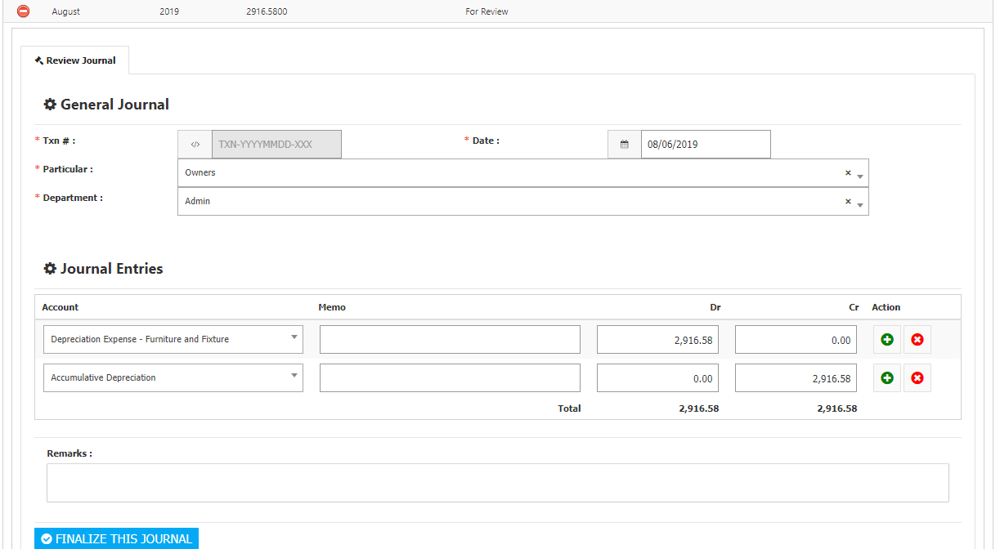 August 2019 2916.5800 For Review
Review Journal
General Journal
* Txn # : </> TXN-YYYYMMDD-XXX * Date : 08/06/2019
* Particular : Owners ×
* Department : Admin ×
Journal Entries
Account Memo Dr Cr Action
Depreciation Expense - Furniture and Fixture 2,916.58 0.00
Accumulative Depreciation 0.00 2,916.58
Total 2,916.58 2,916.58
Remarks :
FINALIZE THIS JOURNAL